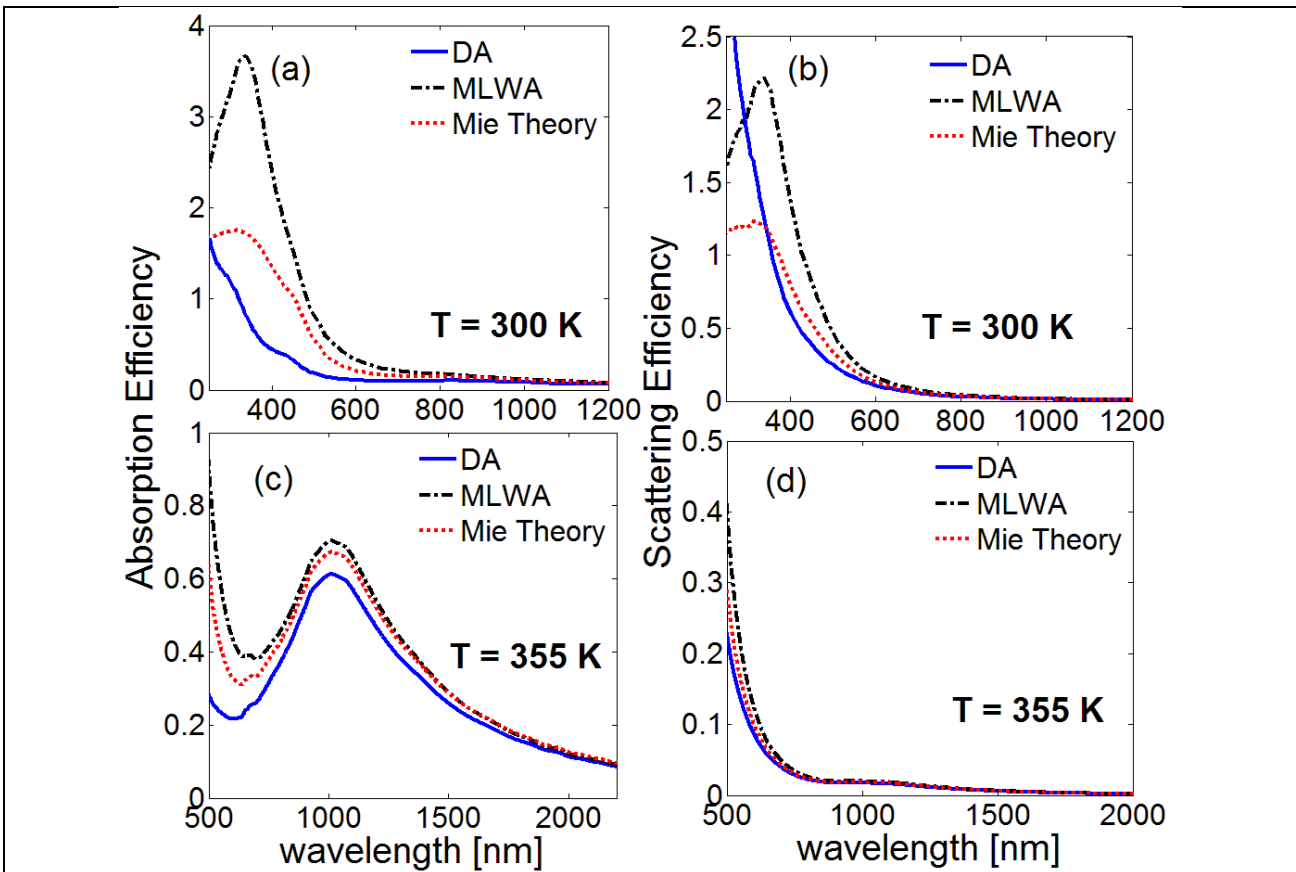 Absorption Efficiency
4
3
2
1
0
(a)
DA
MLWA
Mie Theory
T = 300 K
400 600 800 1000 1200
Scattering Efficiency
2.5
2
1.5
1
0.5
0
(b)
DA
MLWA
Mie Theory
T = 300 K
400 600 800 1000 1200
1
0.8
0.6
0.4
0.2
0
(c)
DA
MLWA
Mie Theory
T = 355 K
500 1000 1500 2000
wavelength [nm]
0.5
0.4
0.3
0.2
0.1
0
(d)
DA
MLWA
Mie Theory
T = 355 K
500 1000 1500 2000
wavelength [nm]